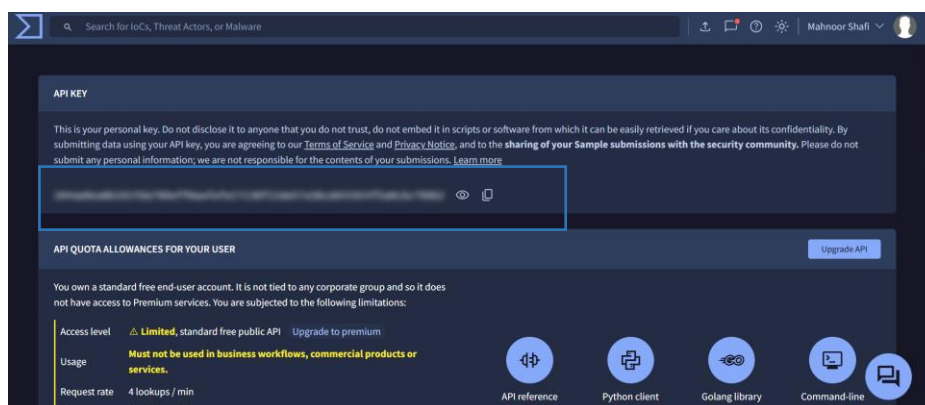 Search for IoCs, Threat Actors, or Malware
Mahnoor Shafi
API KEY
This is your personal key. Do not disclose it to anyone that you do not trust, do not embed it in scripts or software from which it can be easily retrieved if you care about its confidentiality. By
submitting data using your API key, you are agreeing to our Terms of Service and Privacy Notice, and to the sharing of your Sample submissions with the security community. Please do not
submit any personal information; we are not responsible for the contents of your submissions. Learn more
API QUOTA ALLOWANCES FOR YOUR USER
Upgrade API
You own a standard free end-user account. It is not tied to any corporate group and so it does
not have access to Premium services. You are subjected to the following limitations:
Access level Limited, standard free public API Upgrade to premium
Usage Must not be used in business workflows, commercial products or
services.
Request rate 4 lookups / min
API reference Python client Golang library Command-line